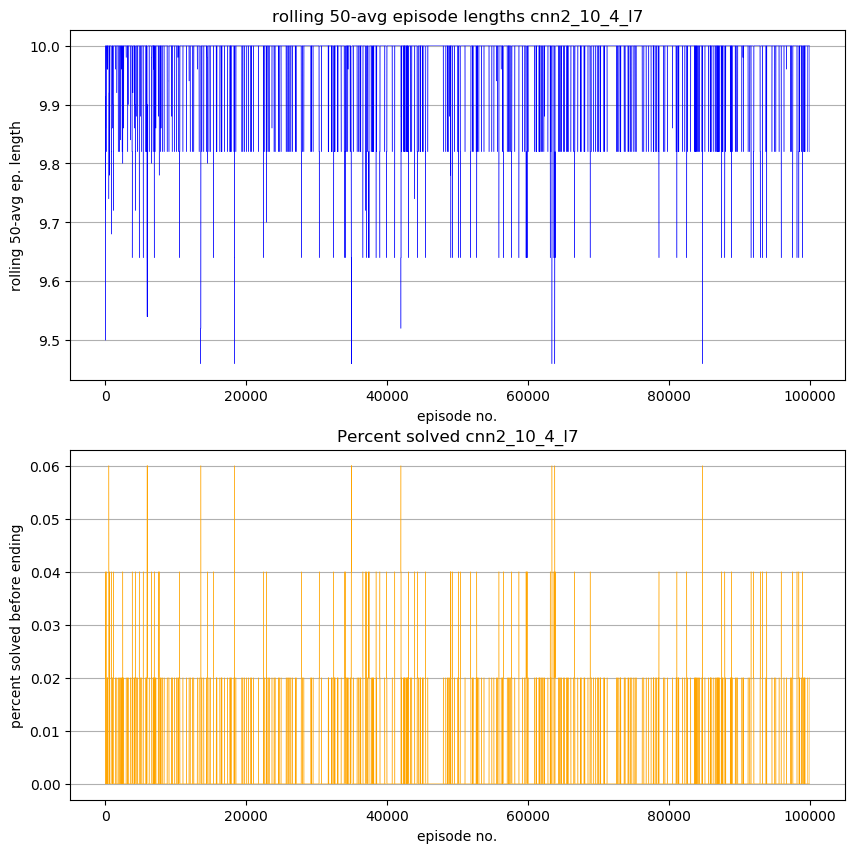 rolling 50-avg episode lengths cnn2_10_4_l7
rolling 50-avg ep. length
10.0
9.9
9.8
9.7
9.6
9.5
0 20000 40000 60000 80000 100000
episode no.
Percent solved cnn2_10_4_l7
percent solved before ending
0.06
0.05
0.04
0.03
0.02
0.01
0.00
0 20000 40000 60000 80000 100000
episode no.